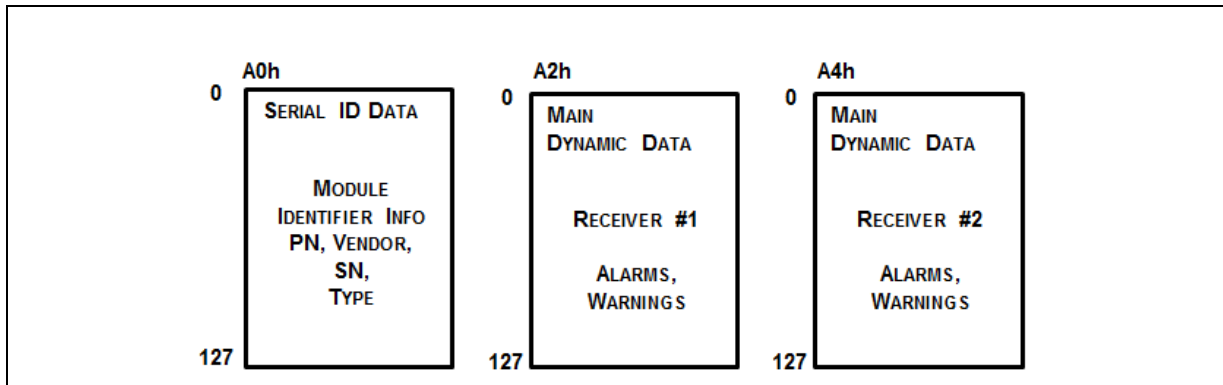 A0h
0
SERIAL ID DATA
MODULE
IDENTIFIER INFO
PN, VENDOR,
SN,
TYPE
127
A2h
0
MAIN
DYNAMIC DATA
RECEIVER #1
ALARMS,
WARNINGS
127
A4h
0
MAIN
DYNAMIC DATA
RECEIVER #2
ALARMS,
WARNINGS
127